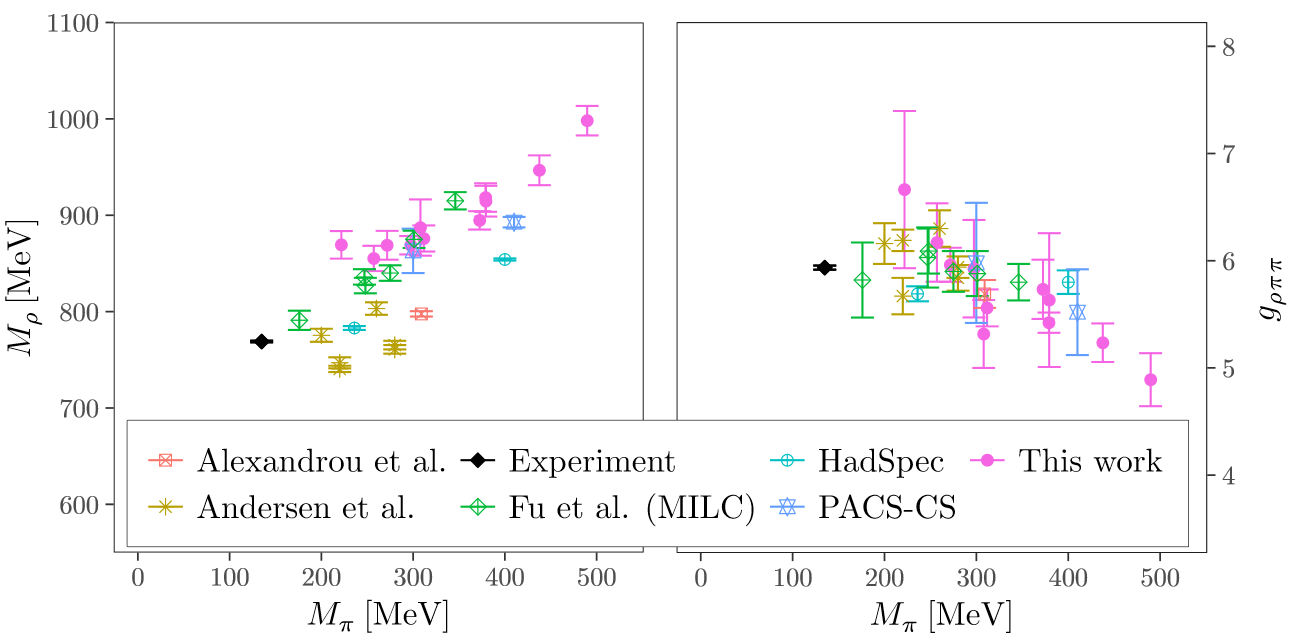 1100
1000
900
800
700
600
M_ρ [MeV]
0 100 200 300 400 500
M_π [MeV]
8
7
6
5
4
g_ρππ
0 100 200 300 400 500
M_π [MeV]
Alexandrou et al. Experiment HadSpec This work
Andersen et al. Fu et al. (MILC) PACS-CS